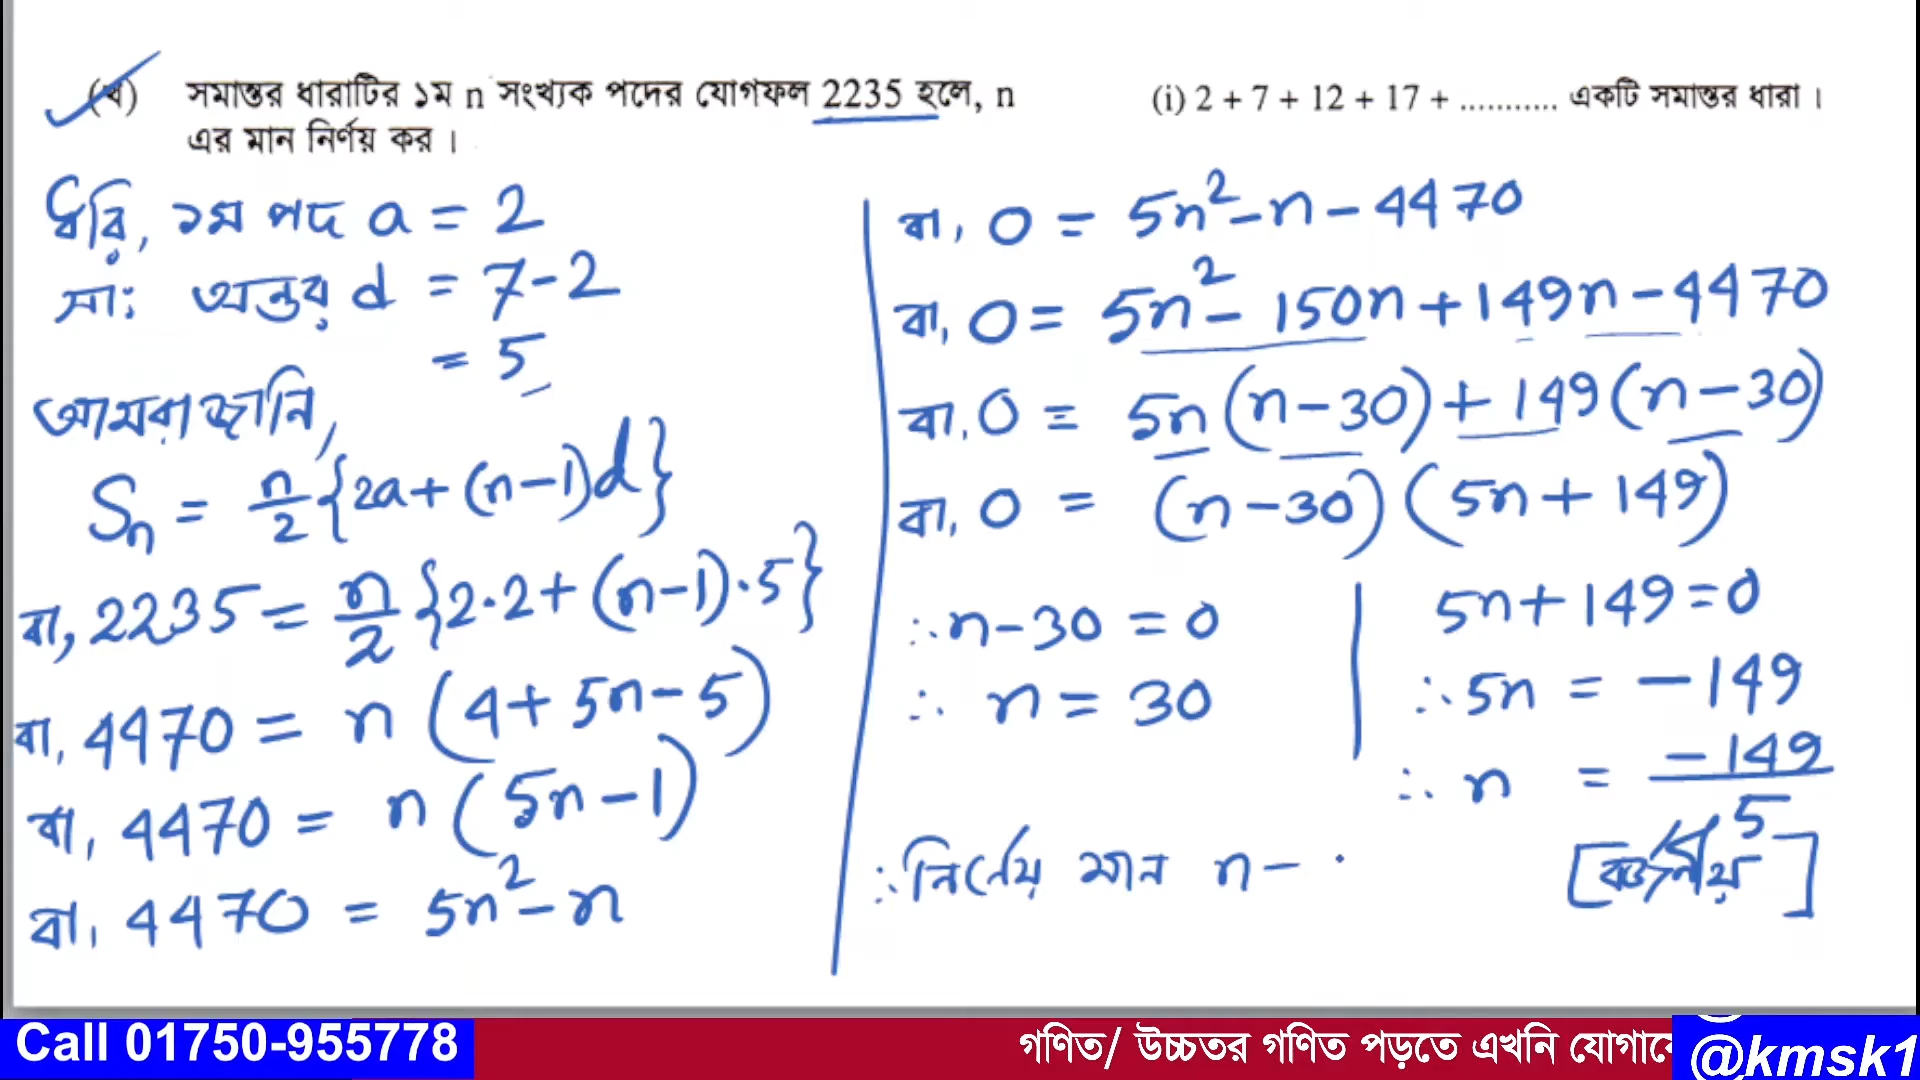 (খ) সমান্তর ধারাটির ১ম n সংখ্যক পদের যোগফল 2235 হলে, n
এর মান নির্ণয় কর ।
(i) 2 + 7 + 12 + 17 + ........... একটি সমান্তর ধারা ।
ধরি, ১ম পদ a = 2
সাঃ অন্তর d = 7-2
= 5
আমরা জানি,
Sn = n/2 {2a+(n-1)d}
বা, 2235 = n/2 {2·2+(n-1)·5}
বা, 4470 = n (4+5n-5)
বা, 4470 = n (5n-1)
বা, 4470 = 5n²-n
বা, 0 = 5n²-n-4470
বা, 0 = 5n²-150n+149n-4470
বা, 0 = 5n(n-30)+149(n-30)
বা, 0 = (n-30)(5n+149)
∴ n-30 = 0
∴ n = 30
5n+149=0
∴ 5n = -149
∴ n = -149/5
∴ নির্ণেয় মান n -
Call 01750-955778
গণিত/ উচ্চতর গণিত পড়তে এখনি
@kmsk1